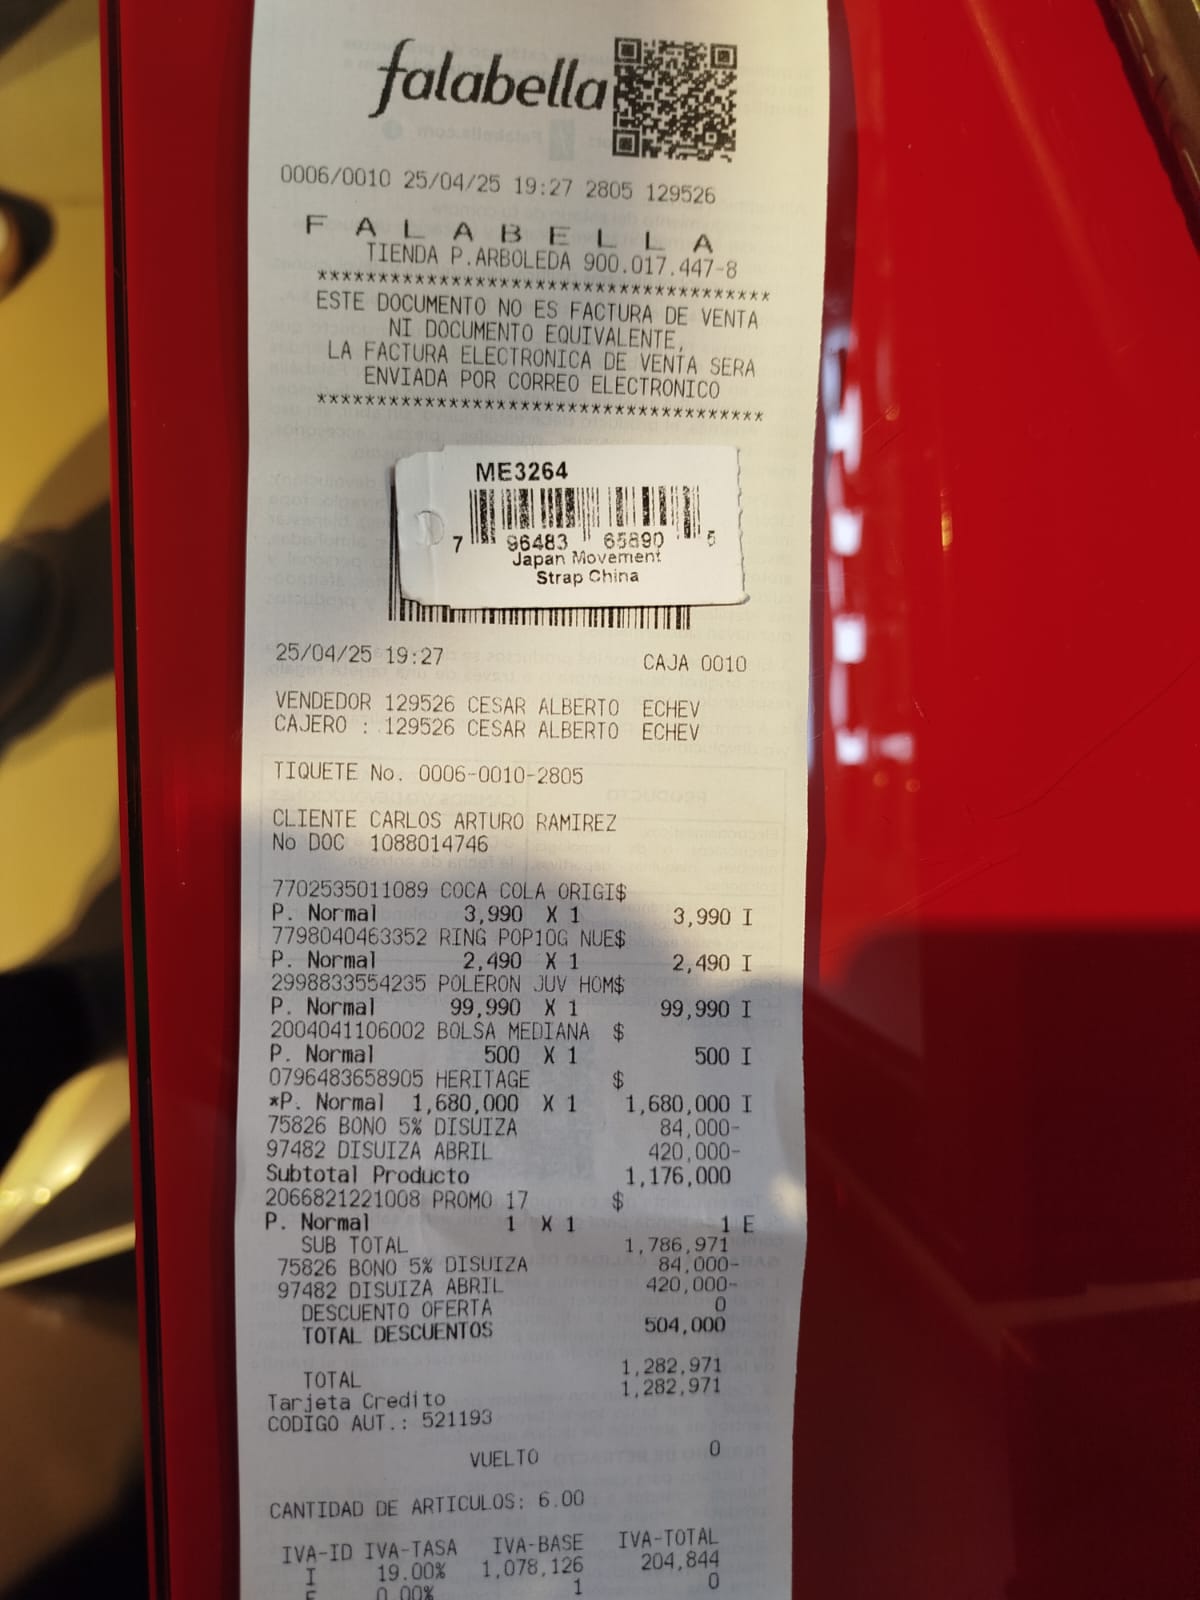 falabella
0006/0010 25/04/25 19:27 2805 129526
F A L A B E L L A
TIENDA P.ARBOLEDA 900.017.447-8
***************************************
ESTE DOCUMENTO NO ES FACTURA DE VENTA
NI DOCUMENTO EQUIVALENTE,
LA FACTURA ELECTRONICA DE VENTA SERA
ENVIADA POR CORREO ELECTRONICO
***************************************
ME3264
7 96483 65890 5
Japan Movement
Strap China
25/04/25 19:27 CAJA 0010
VENDEDOR 129526 CESAR ALBERTO ECHEV
CAJERO : 129526 CESAR ALBERTO ECHEV
TIQUETE No. 0006-0010-2805
CLIENTE CARLOS ARTURO RAMIREZ
No DOC 1088014746
7702535011089 COCA COLA ORIGI$
P. Normal 3,990 X 1 3,990 I
7798040463352 RING POP10G NUE$
P. Normal 2,490 X 1 2,490 I
2998833554235 POLERON JUV HOM$
P. Normal 99,990 X 1 99,990 I
2004041106002 BOLSA MEDIANA $
P. Normal 500 X 1 500 I
0796483658905 HERITAGE $
*P. Normal 1,680,000 X 1 1,680,000 I
75826 BONO 5% DISUIZA 84,000-
97482 DISUIZA ABRIL 420,000-
Subtotal Producto 1,176,000
2066821221008 PROMO 17 $
P. Normal 1 X 1 1 E
SUB TOTAL 1,786,971
75826 BONO 5% DISUIZA 84,000-
97482 DISUIZA ABRIL 420,000-
DESCUENTO OFERTA 0
TOTAL DESCUENTOS 504,000
TOTAL 1,282,971
Tarjeta Credito 1,282,971
CODIGO AUT.: 521193
VUELTO 0
CANTIDAD DE ARTICULOS: 6.00
IVA-ID IVA-TASA IVA-BASE IVA-TOTAL
I 19.00% 1,078,126 204,844
E 0.00% 1 0